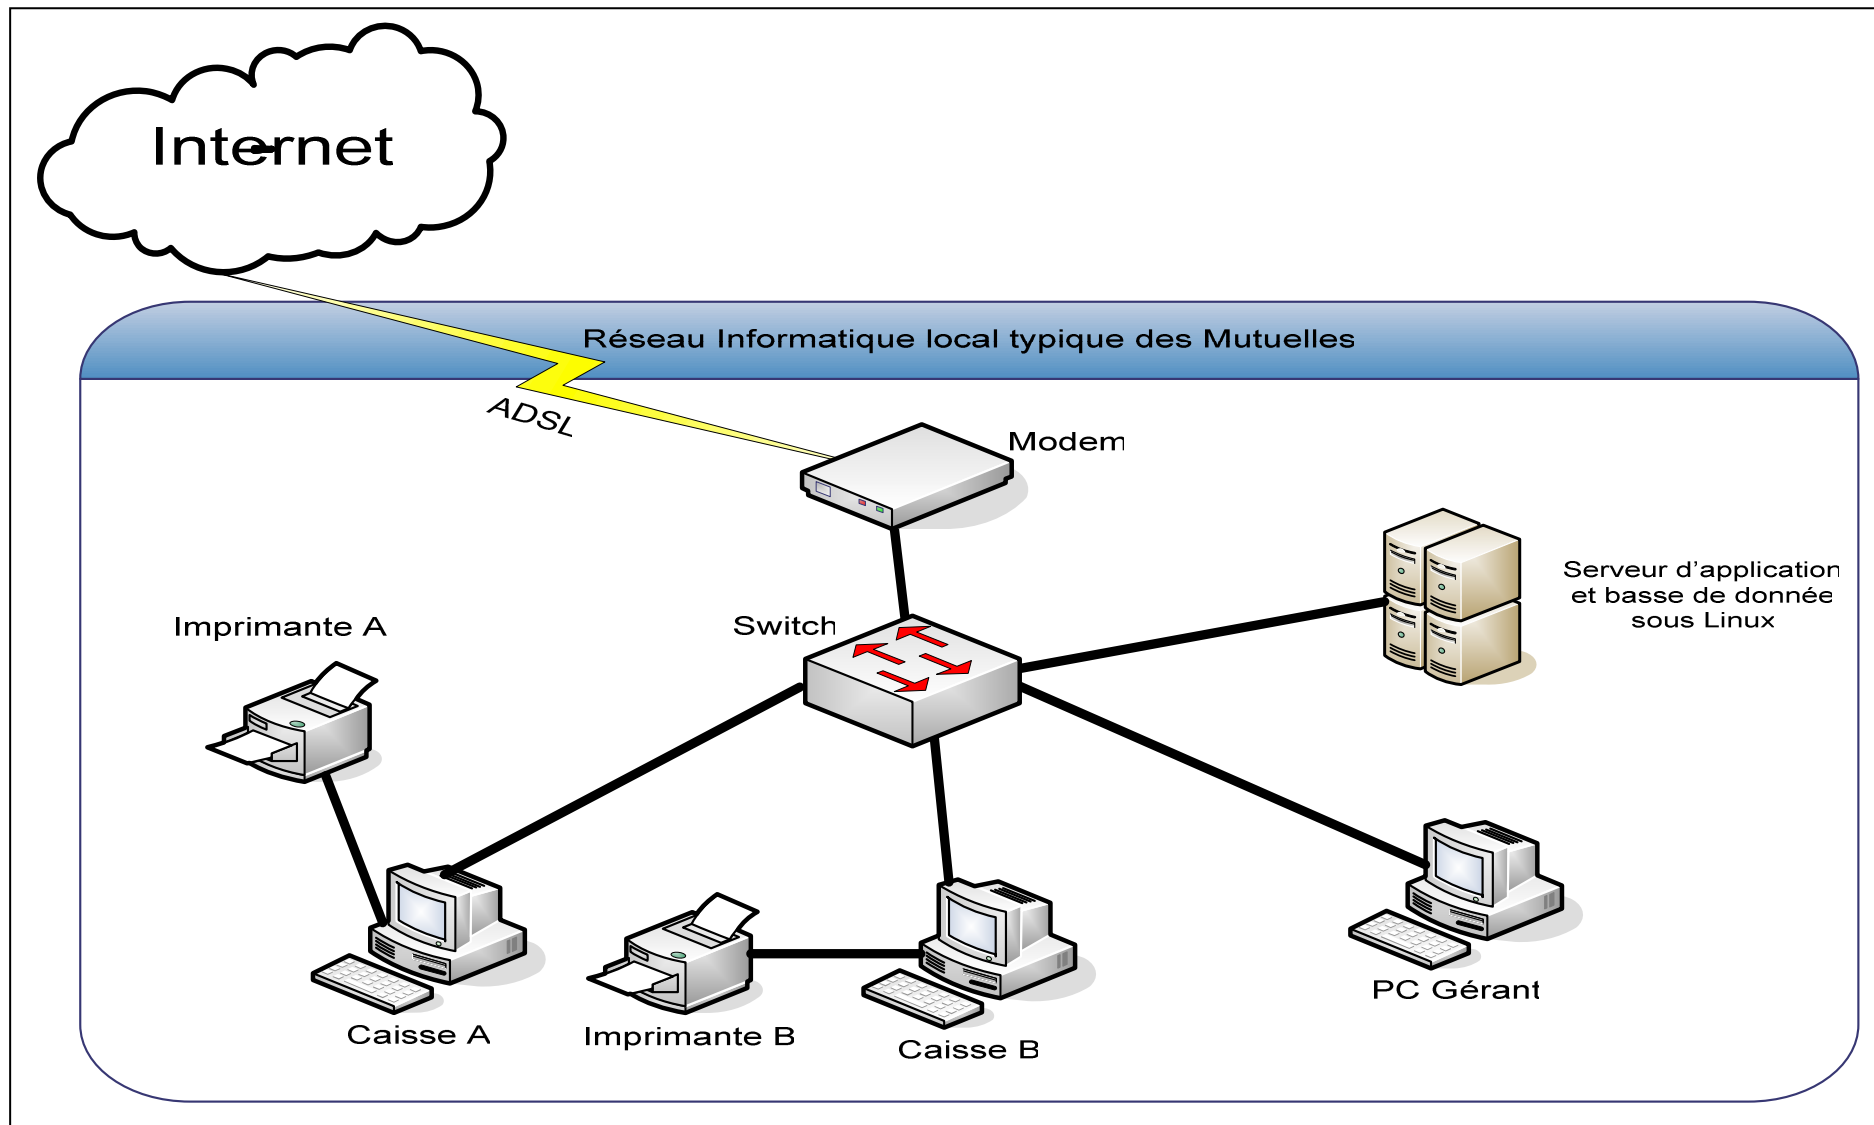 Internet
Réseau Informatique local typique des Mutuelles
ADSL
Modem
Serveur d'application
et basse de donnée
sous Linux
Switch
Imprimante A
PC Gérant
Caisse A
Imprimante B
Caisse B